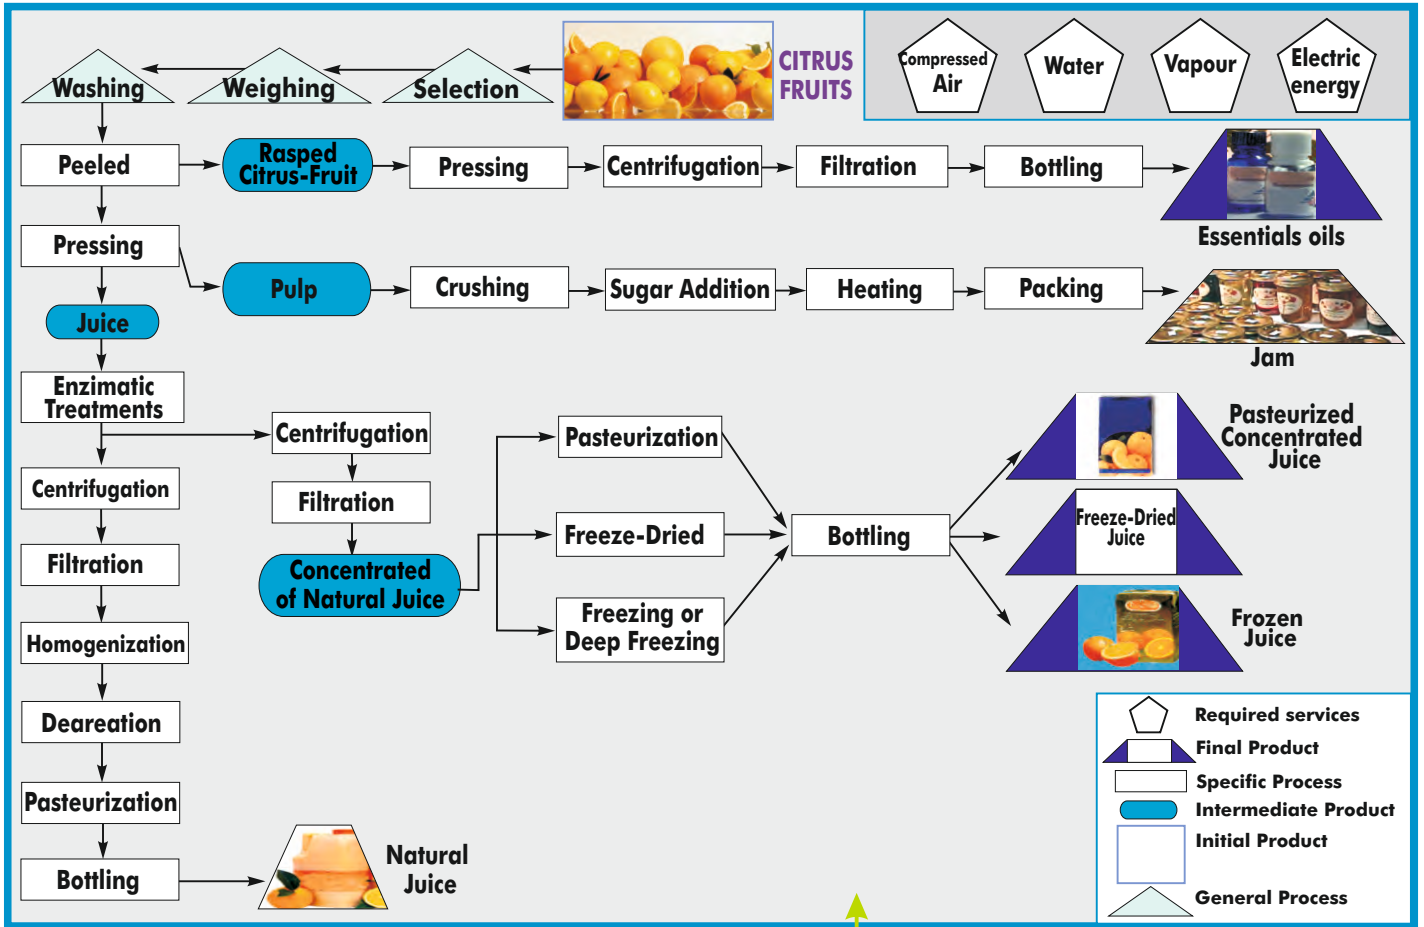 CITRUS
FRUITS
Compressed
Air
Water
Vapour
Electric
energy
Washing
Weighing
Selection
Peeled
Rasped
Citrus-Fruit
Pressing
Centrifugation
Filtration
Bottling
Essentials oils
Pressing
Pulp
Crushing
Sugar Addition
Heating
Packing
Jam
Juice
Enzimatic
Treatments
Centrifugation
Filtration
Concentrated
of Natural Juice
Pasteurization
Freeze-Dried
Freezing or
Deep Freezing
Bottling
Pasteurized
Concentrated
Juice
Freeze-Dried
Juice
Frozen
Juice
Centrifugation
Filtration
Homogenization
Deareation
Pasteurization
Bottling
Natural
Juice
Required services
Final Product
Specific Process
Intermediate Product
Initial Product
General Process